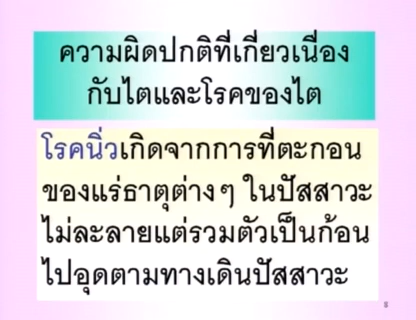 ความผิดปกติที่เกี่ยวเนื่อง
กับไตและโรคของไต
โรคนิ่วเกิดจากการที่ตะกอน
ของแร่ธาตุต่างๆ ในปัสสาวะ
ไม่ละลายแต่รวมตัวเป็นก้อน
ไปอุดตามทางเดินปัสสาวะ